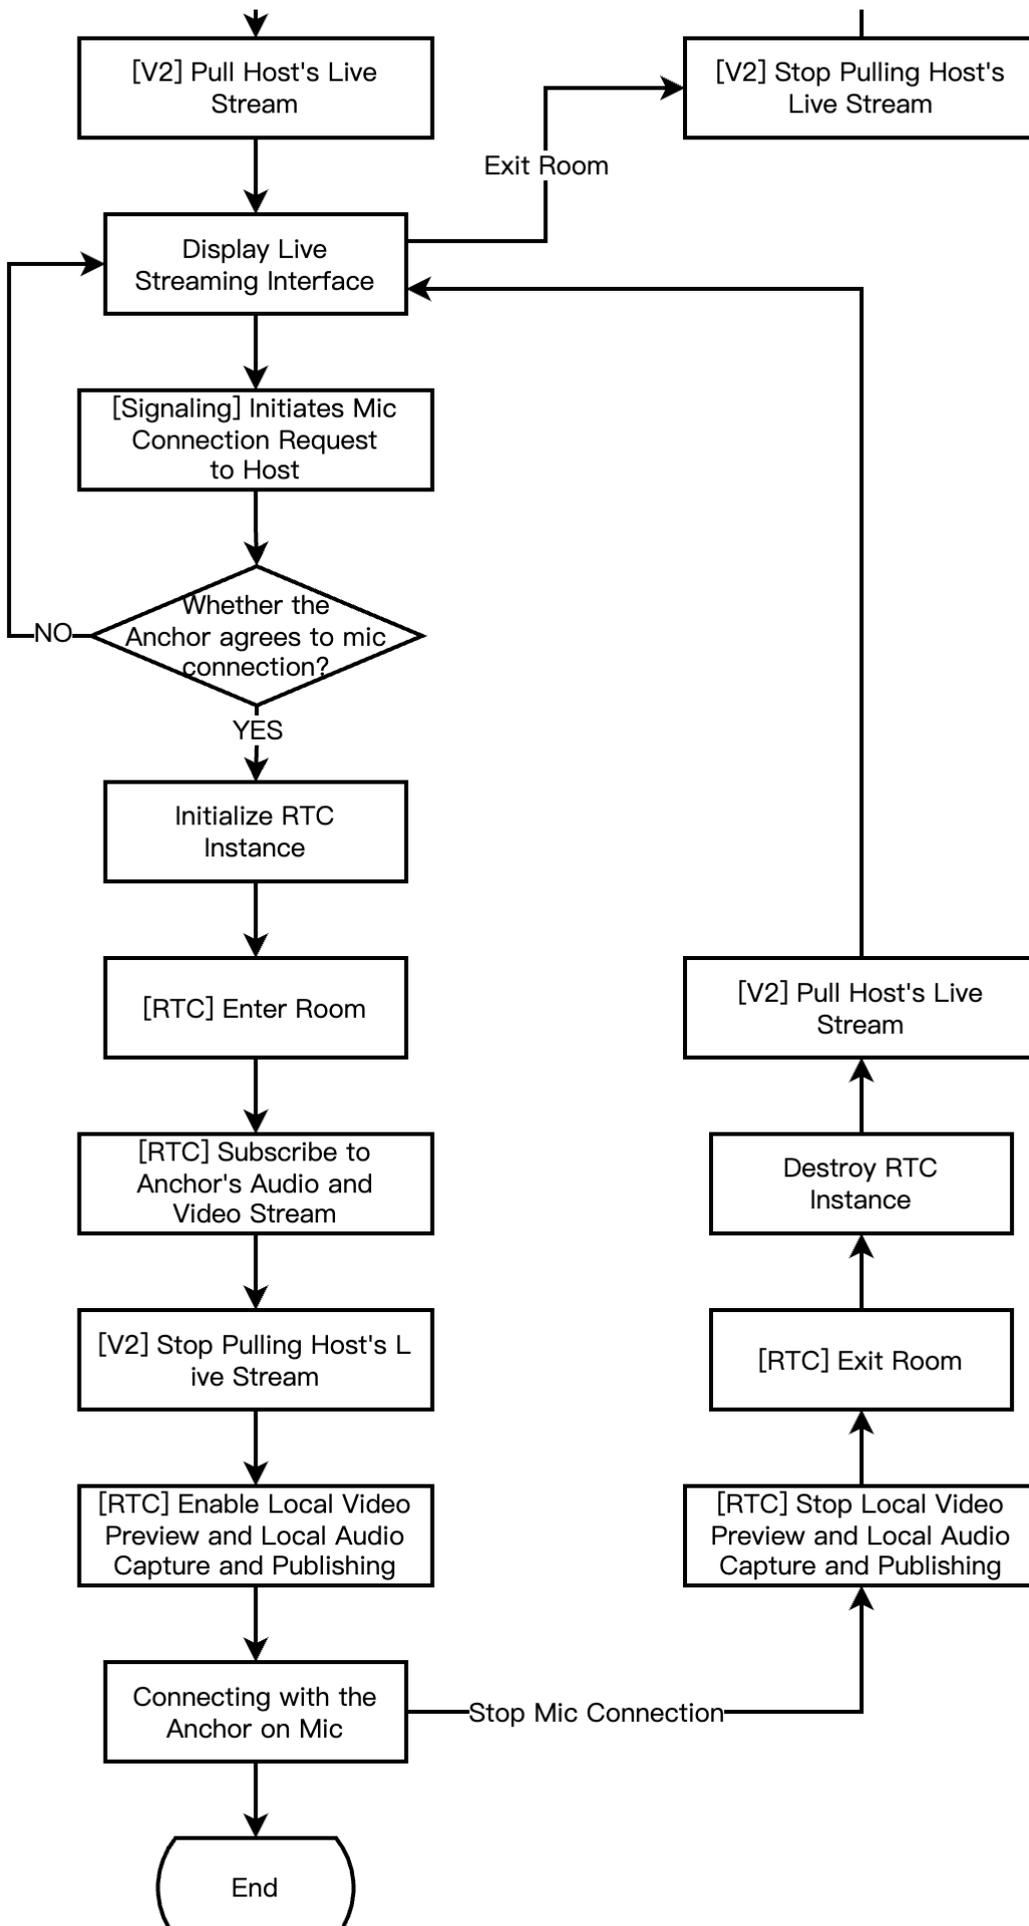 [V2] Pull Host's Live
Stream
[V2] Stop Pulling Host's
Live Stream
Exit Room
Display Live
Streaming Interface
[Signaling] Initiates Mic
Connection Request
to Host
Whether the
Anchor agrees to mic
connection?
NO
YES
Initialize RTC
Instance
[RTC] Enter Room
[RTC] Subscribe to
Anchor's Audio and
Video Stream
[V2] Stop Pulling Host's L
ive Stream
[RTC] Enable Local Video
Preview and Local Audio
Capture and Publishing
Connecting with the
Anchor on Mic
Stop Mic Connection
[RTC] Stop Local Video
Preview and Local Audio
Capture and Publishing
[RTC] Exit Room
Destroy RTC
Instance
[V2] Pull Host's Live
Stream
End